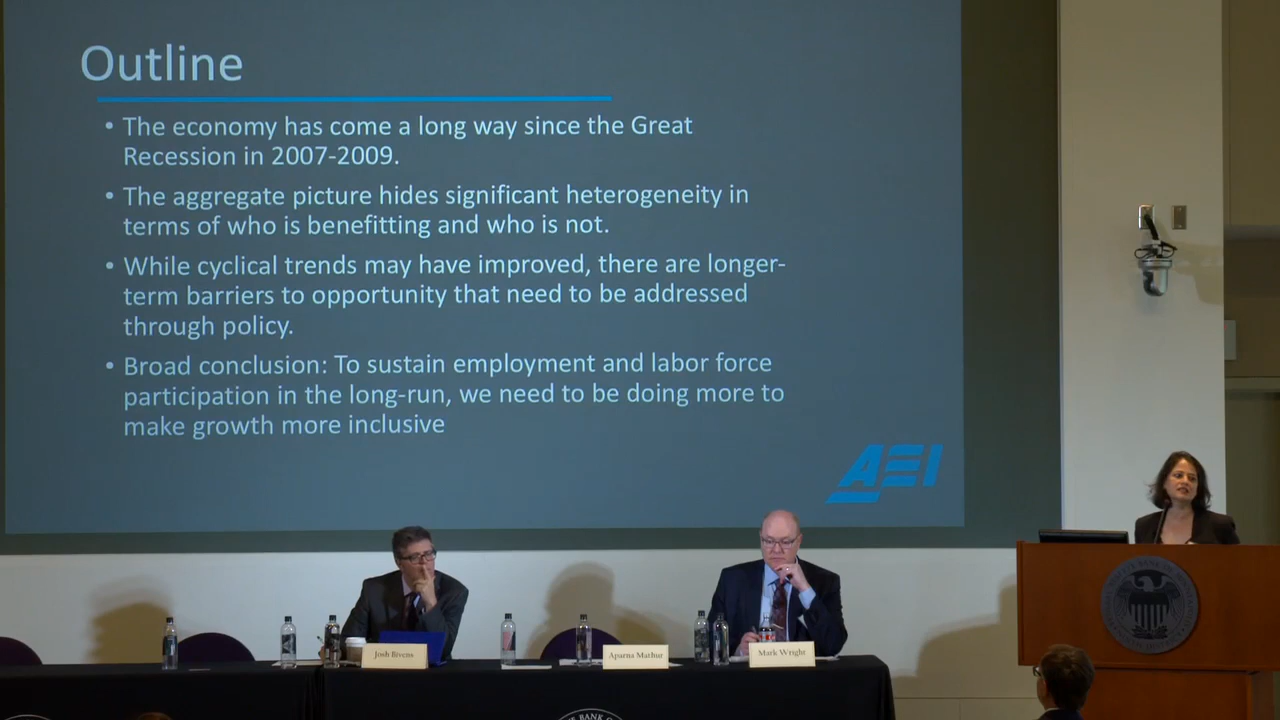 Outline
• The economy has come a long way since the Great
Recession in 2007-2009.
• The aggregate picture hides significant heterogeneity in
terms of who is benefitting and who is not.
• While cyclical trends may have improved, there are longer-
term barriers to opportunity that need to be addressed
through policy.
• Broad conclusion: To sustain employment and labor force
participation in the long-run, we need to be doing more to
make growth more inclusive
AEI
Josh Bivens
Aparna Mathur
Mark Wright
BANK OF